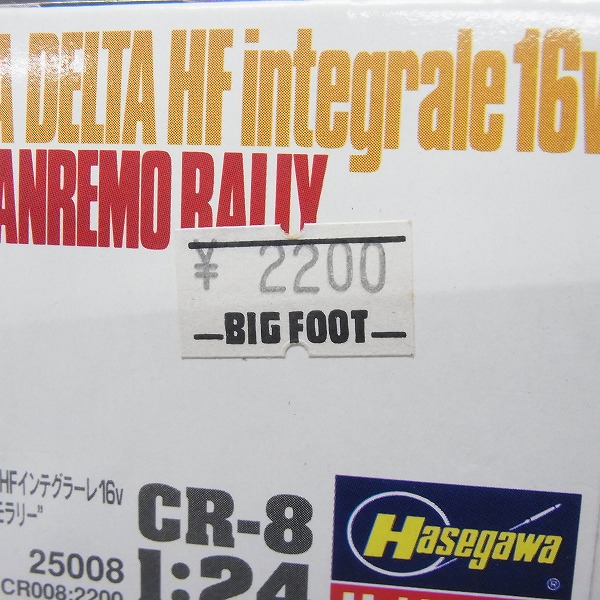 A DELTA HF integrale 16v
ANREMO RALLY
¥ 2200
BIG FOOT
HFインテグラーレ16v
モラリー”
CR-8
25008
1:24
CR008:2200
Hasegawa